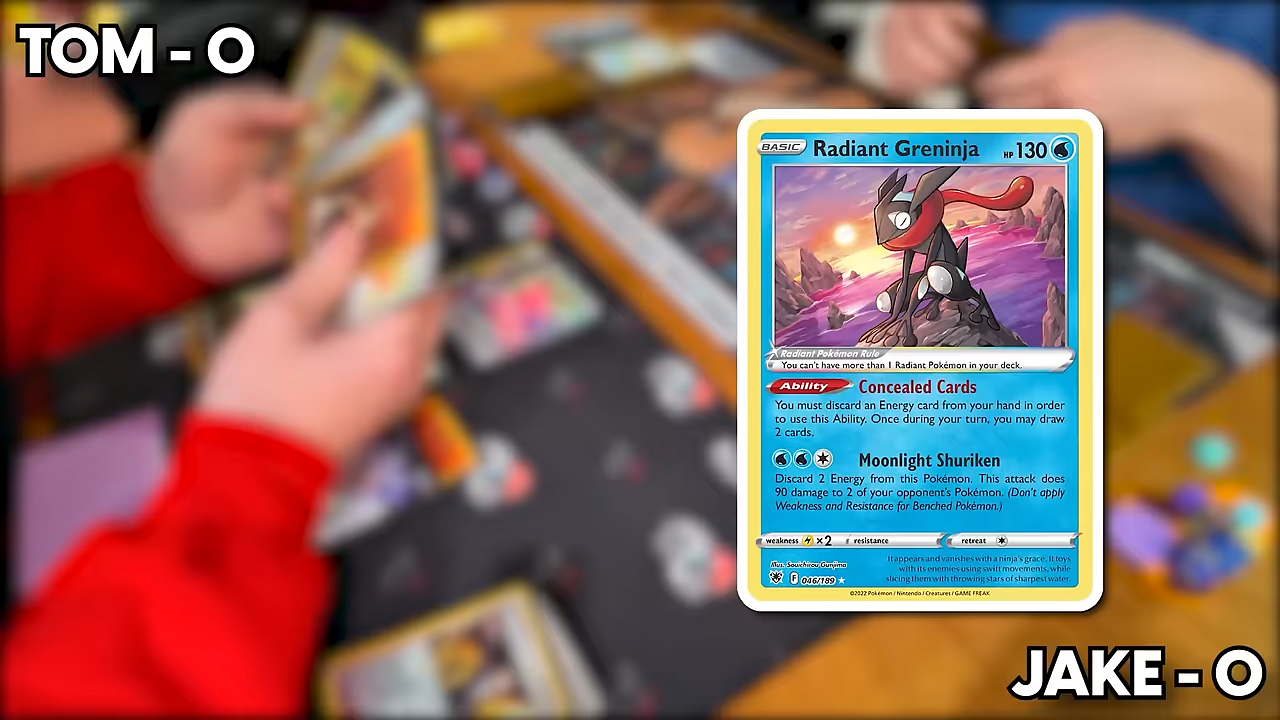 TOM - 0
BASIC Radiant Greninja HP 130
Radiant Pokémon Rule
You can't have more than 1 Radiant Pokémon in your deck.
Ability Concealed Cards
You must discard an Energy card from your hand in order
to use this Ability. Once during your turn, you may draw
2 cards.
Moonlight Shuriken
Discard 2 Energy from this Pokémon. This attack does
90 damage to 2 of your opponent's Pokémon. (Don't apply
Weakness and Resistance for Benched Pokémon.)
weakness ×2 resistance retreat
It appears and vanishes with a ninja's grace. It toys
with its enemies using swift movements, while
slicing them with throwing stars of sharpest water.
Illus. Souichirou Gunjima
F 046/189 ★
©2022 Pokémon / Nintendo / Creatures / GAME FREAK
JAKE - 0